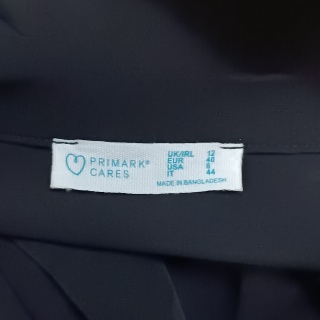 PRIMARK®
CARES
UK/IRL 12
EUR 40
USA 8
IT 44
MADE IN BANGLADESH